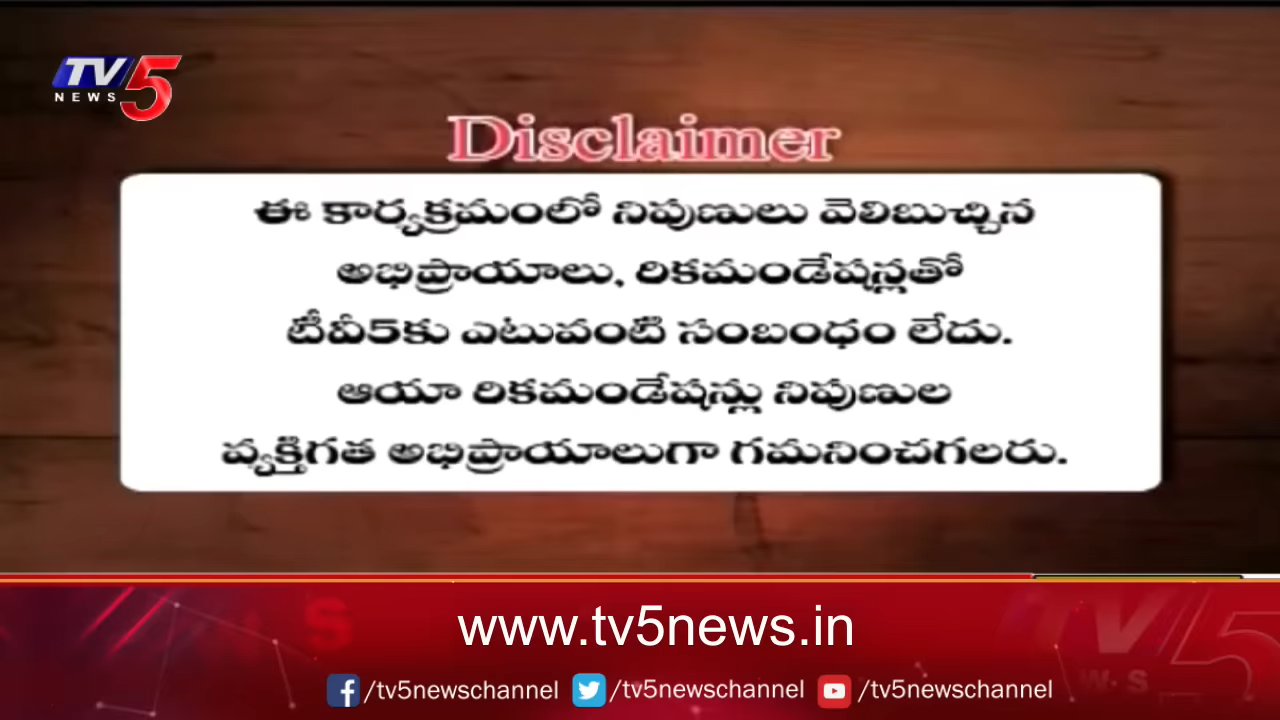 TV5
NEWS
Disclaimer
ఈ కార్యక్రమంలో నిపుణులు వెలిబుచ్చిన
అభిప్రాయాలు, రికమండేషన్లతో
టీవీ5కు ఎటువంటి సంబంధం లేదు.
ఆయా రికమండేషన్లు నిపుణుల
వ్యక్తిగత అభిప్రాయాలుగా గమనించగలరు.
www.tv5news.in
/tv5newschannel /tv5newschannel /tv5newschannel